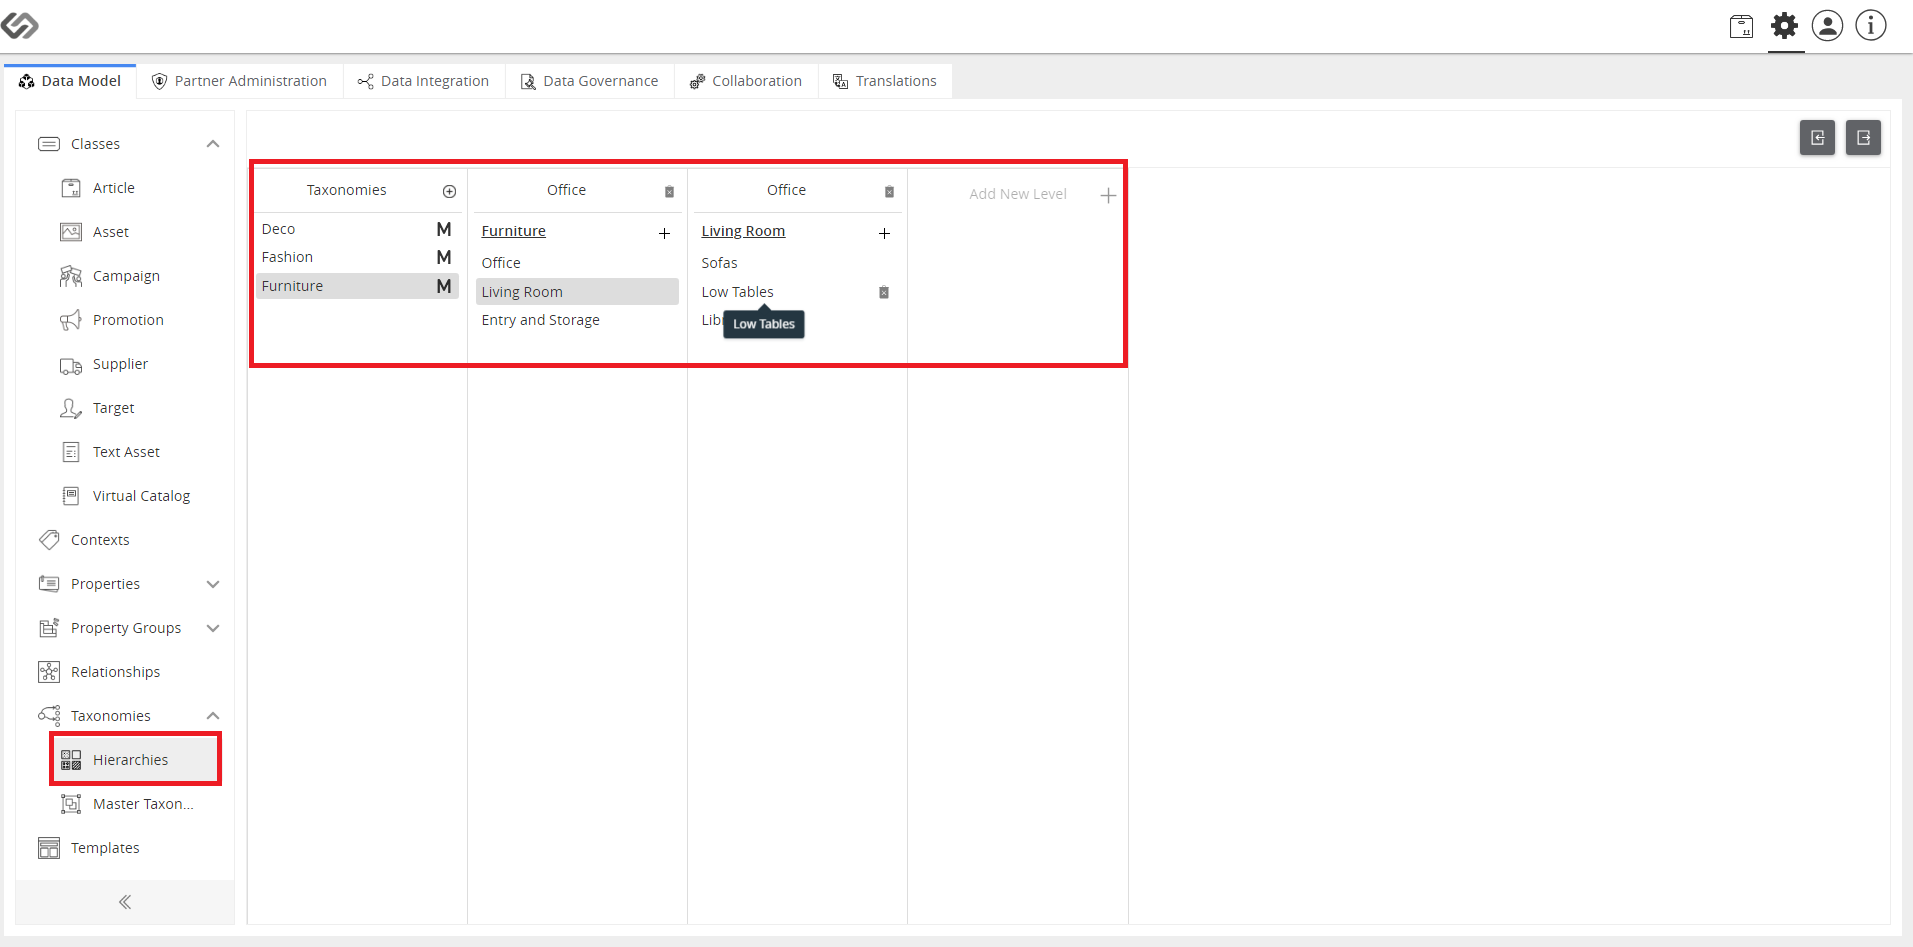 Data Model
Partner Administration
Data Integration
Data Governance
Collaboration
Translations
Classes
Article
Asset
Campaign
Promotion
Supplier
Target
Text Asset
Virtual Catalog
Contexts
Properties
Property Groups
Relationships
Taxonomies
Hierarchies
Master Taxon...
Templates
Taxonomies
Deco M
Fashion M
Furniture M
Office
Furniture
Office
Living Room
Entry and Storage
Office
Living Room
Sofas
Low Tables
Low Tables
Add New Level